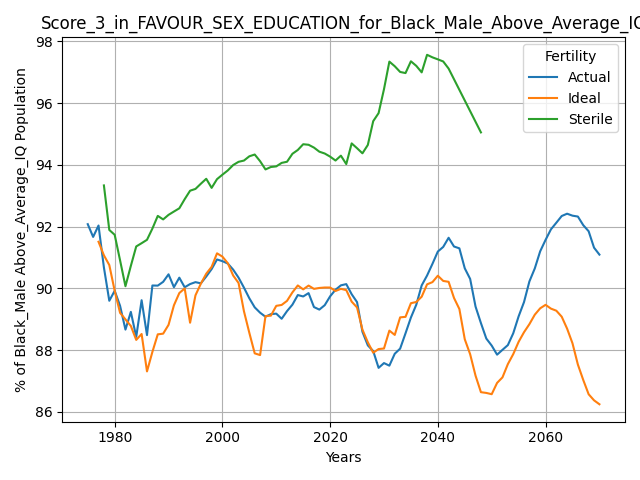 Score_3_in_FAVOUR_SEX_EDUCATION_for_Black_Male_Above_Average_IQ
98
96
94
92
90
88
86
% of Black_Male Above_Average_IQ Population
Fertility
Actual
Ideal
Sterile
1980
2000
2020
2040
2060
Years